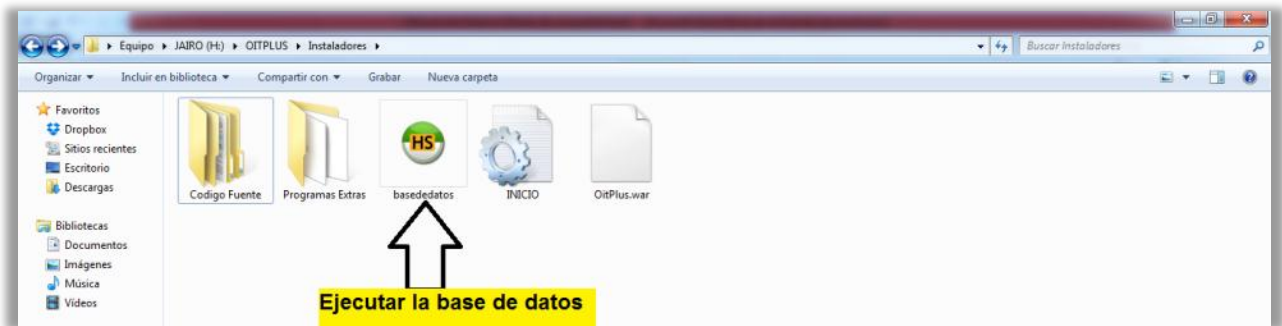 Equipo ▸ JAIRO (H:) ▸ OITPLUS ▸ Instaladores ▸
Buscar Instaladores
Organizar Incluir en biblioteca Compartir con Grabar Nueva carpeta
Favoritos
Dropbox
Sitios recientes
Escritorio
Descargas
Bibliotecas
Documentos
Imágenes
Música
Vídeos
HS
Codigo Fuente Programas Extras basededatos INICIO OitPlus.war
Ejecutar la base de datos